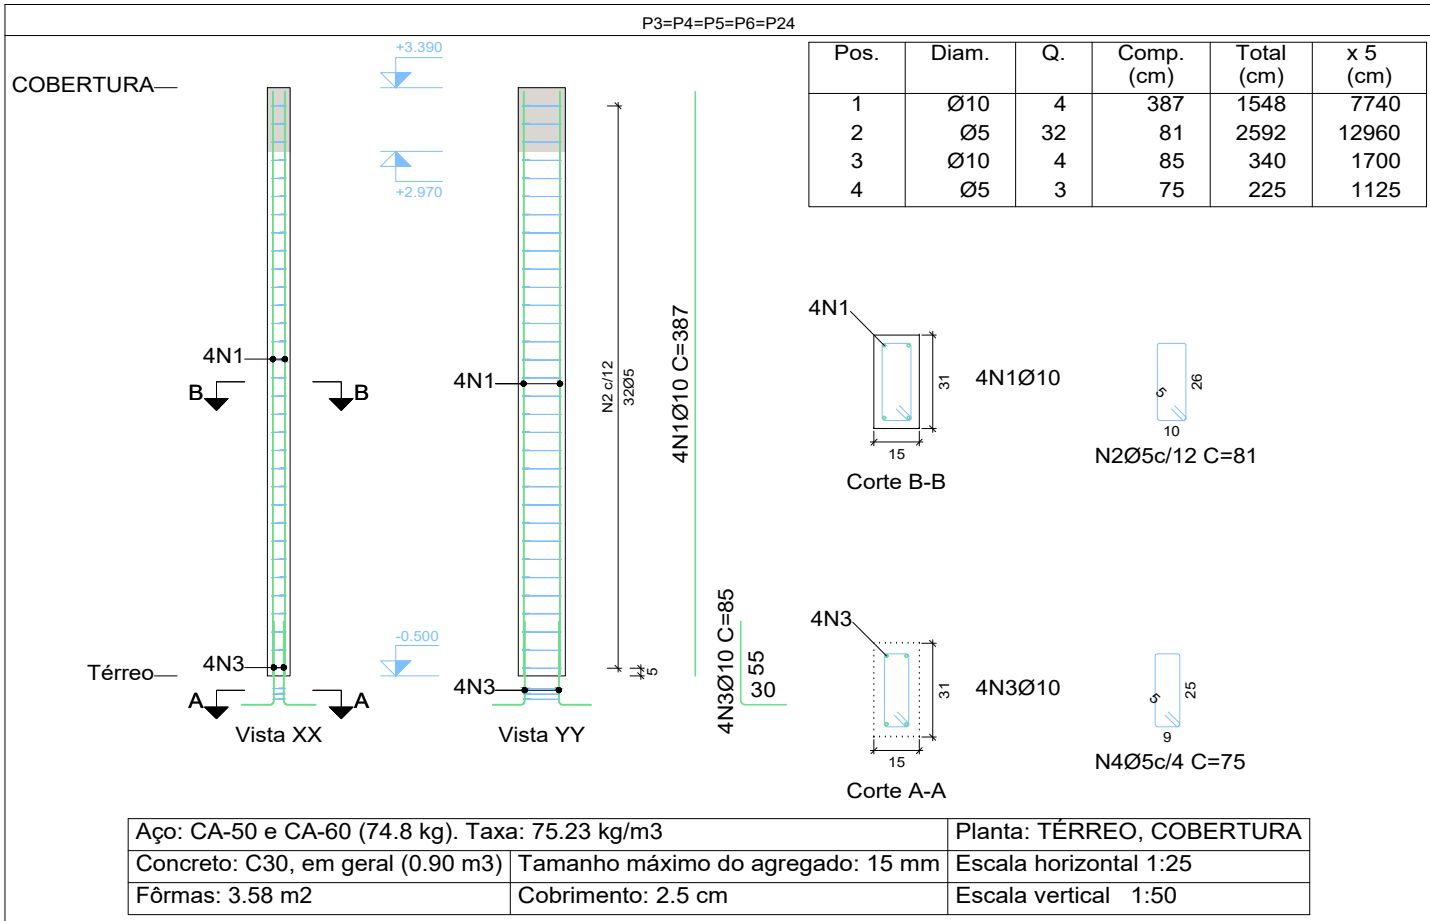 P3=P4=P5=P6=P24
Pos. Diam. Q. Comp. (cm) Total (cm) x 5 (cm)
1 Ø10 4 387 1548 7740
2 Ø5 32 81 2592 12960
3 Ø10 4 85 340 1700
4 Ø5 3 75 225 1125
COBERTURA
+3.390
+2.970
4N1
B B
Térreo
4N3
-0.500
A A
Vista XX
4N1
4N3
Vista YY
N2 c/12
32Ø5
5
4N1Ø10 C=387
4N3Ø10 C=85
55
30
4N1
31
15
4N1Ø10
Corte B-B
5
26
10
N2Ø5c/12 C=81
4N3
31
15
4N3Ø10
Corte A-A
5
25
9
N4Ø5c/4 C=75
Aço: CA-50 e CA-60 (74.8 kg). Taxa: 75.23 kg/m3 Planta: TÉRREO, COBERTURA
Concreto: C30, em geral (0.90 m3) Tamanho máximo do agregado: 15 mm Escala horizontal 1:25
Fôrmas: 3.58 m2 Cobrimento: 2.5 cm Escala vertical 1:50